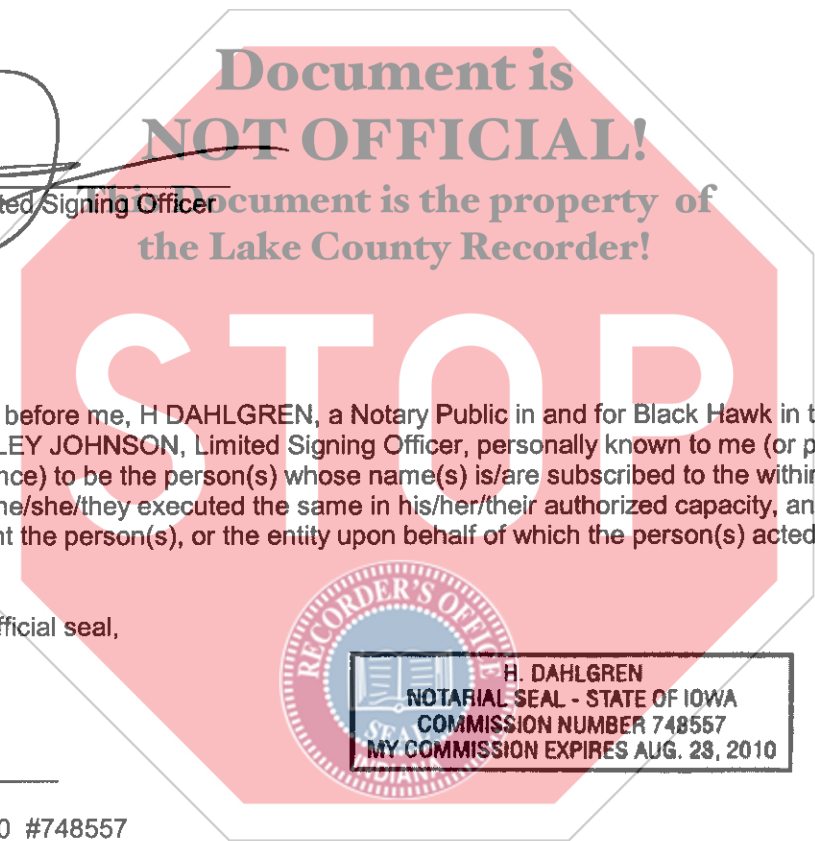 Document is
NOT OFFICIAL!
This Document is the property of
the Lake County Recorder!
ted Signing Officer
STOP
before me, H DAHLGREN, a Notary Public in and for Black Hawk in t
LEY JOHNSON, Limited Signing Officer, personally known to me (or p
nce) to be the person(s) whose name(s) is/are subscribed to the within
he/she/they executed the same in his/her/their authorized capacity, an
nt the person(s), or the entity upon behalf of which the person(s) acted
fficial seal,
RECORDER'S OFFICE
SEAL
INDIANA
H. DAHLGREN
NOTARIAL SEAL - STATE OF IOWA
COMMISSION NUMBER 748557
MY COMMISSION EXPIRES AUG. 23, 2010
0 #748557